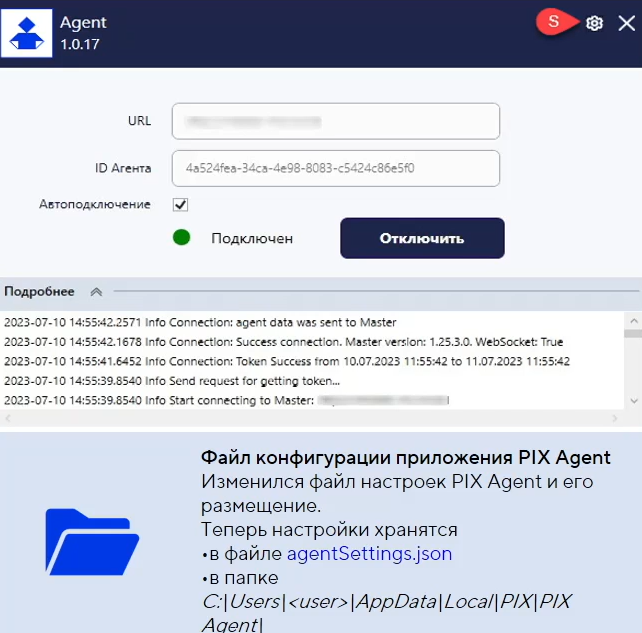 Agent
1.0.17
S
URL
ID Агента
4a524fea-34ca-4e98-8083-c5424c86e5f0
Автоподключение
Подключен
Отключить
Подробнее
2023-07-10 14:55:42.2571 Info Connection: agent data was sent to Master
2023-07-10 14:55:42.1678 Info Connection: Success connection. Master version: 1.25.3.0. WebSocket: True
2023-07-10 14:55:41.6452 Info Connection: Token Success from 10.07.2023 11:55:42 to 11.07.2023 11:55:42
2023-07-10 14:55:39.8540 Info Send request for getting token...
2023-07-10 14:55:39.8540 Info Start connecting to Master:
Файл конфигурации приложения PIX Agent
Изменился файл настроек PIX Agent и его
размещение.
Теперь настройки хранятся
•в файле agentSettings.json
•в папке
C:|Users|<user>|AppData|Local|PIX|PIX
Agent|